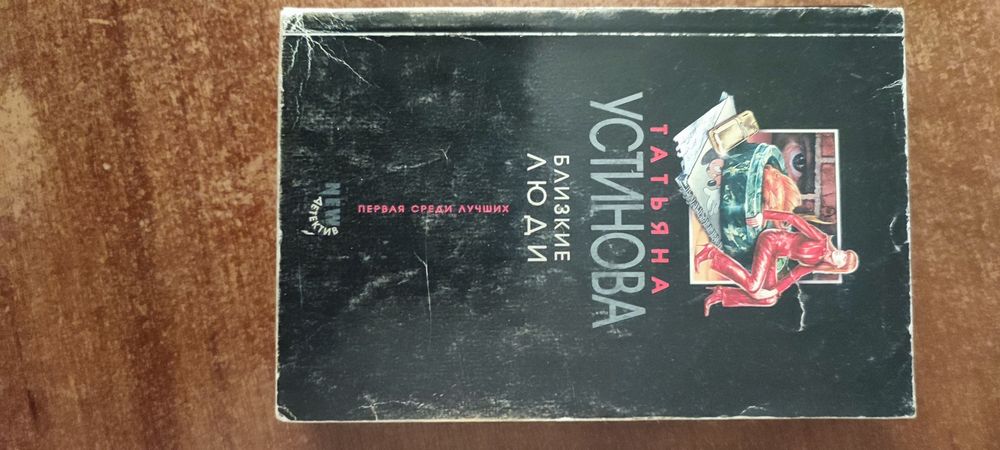 ТАТЬЯНА
УСТИНОВА
БЛИЗКИЕ
ЛЮДИ
ПЕРВАЯ СРЕДИ ЛУЧШИХ
NEW
ДЕТЕКТИВ